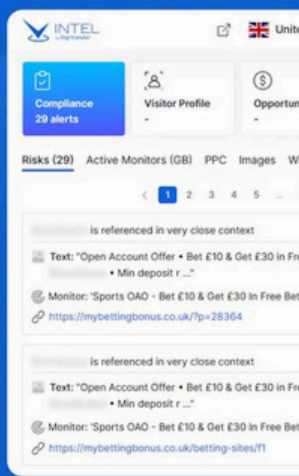 INTEL
by Rightlander
Unite
Compliance
29 alerts
Visitor Profile
-
Opportun
-
Risks (29) Active Monitors (GB) PPC Images W
< 1 2 3 4 5 ...
is referenced in very close context
Text: "Open Account Offer • Bet £10 & Get £30 in Fre
• Min deposit r ..."
Monitor: 'Sports OAO - Bet £10 & Get £30 In Free Bet
https://mybettingbonus.co.uk/?p=28364
is referenced in very close context
Text: "Open Account Offer • Bet £10 & Get £30 in Fre
• Min deposit r ..."
Monitor: 'Sports OAO - Bet £10 & Get £30 In Free Bet
https://mybettingbonus.co.uk/betting-sites/f1